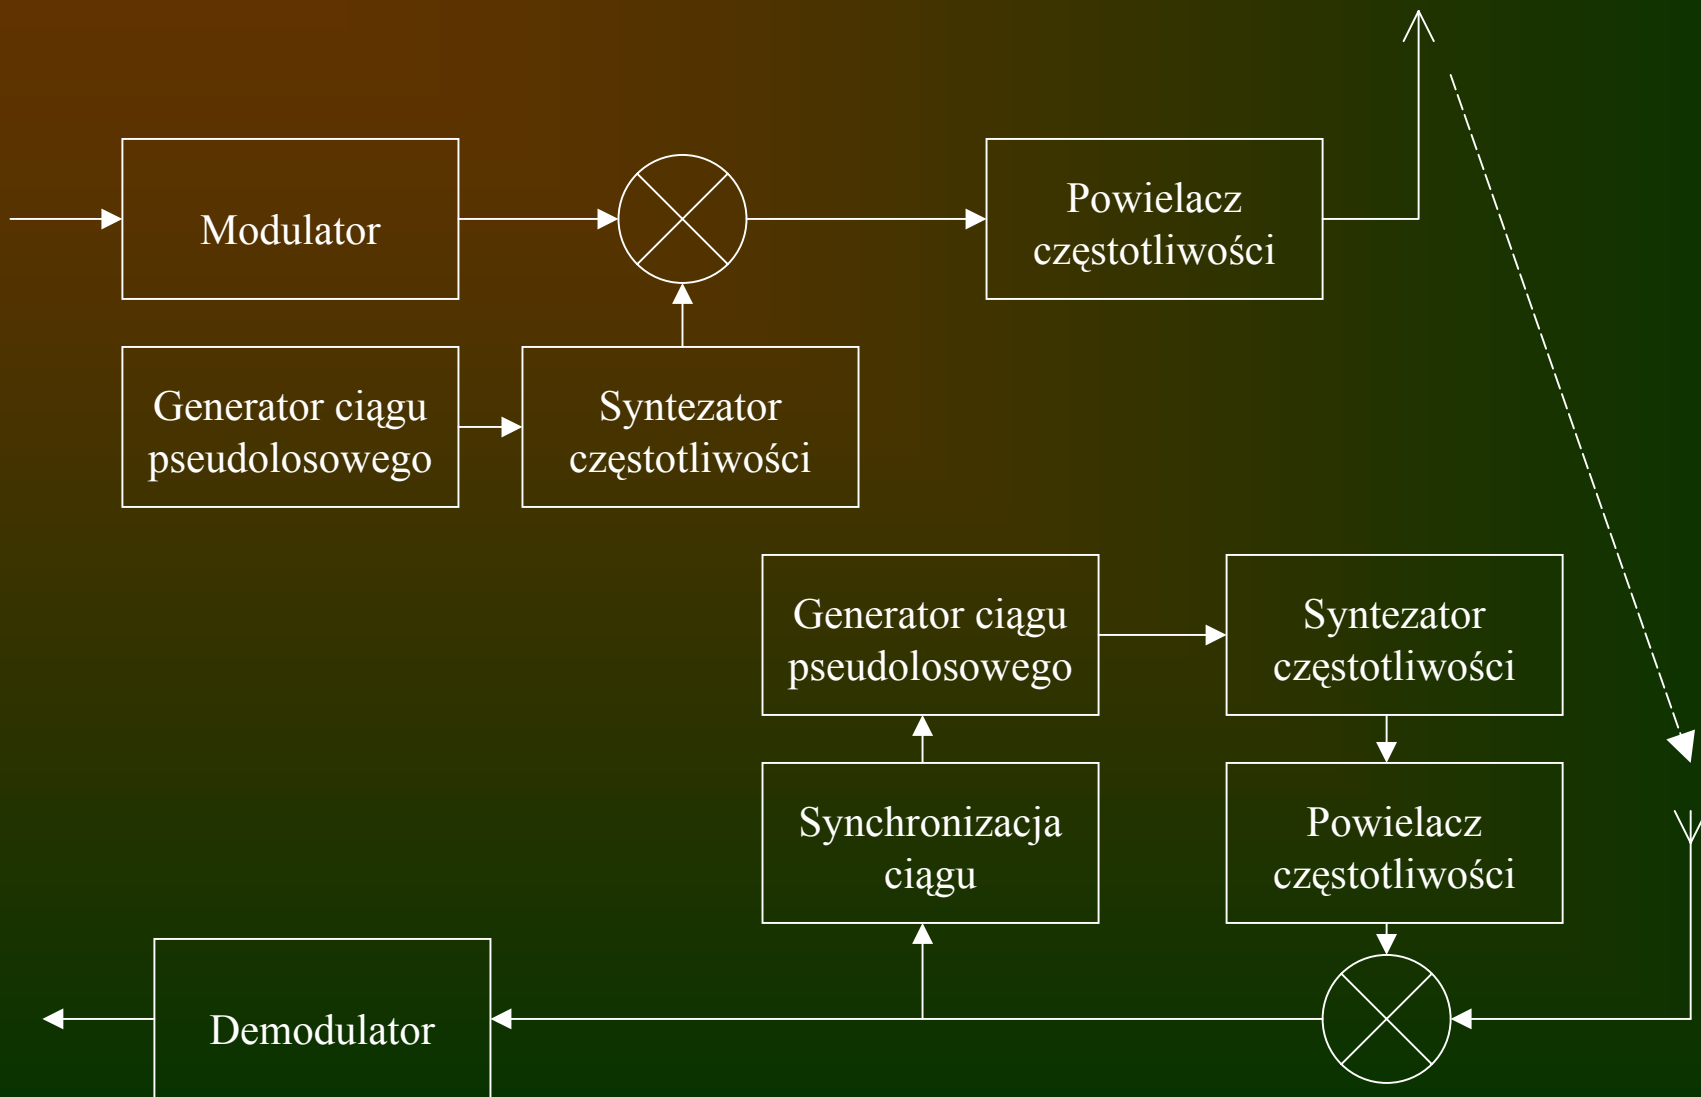 Modulator
Powielacz
częstotliwości
Generator ciągu
pseudolosowego
Syntezator
częstotliwości
Generator ciągu
pseudolosowego
Syntezator
częstotliwości
Synchronizacja
ciągu
Powielacz
częstotliwości
Demodulator